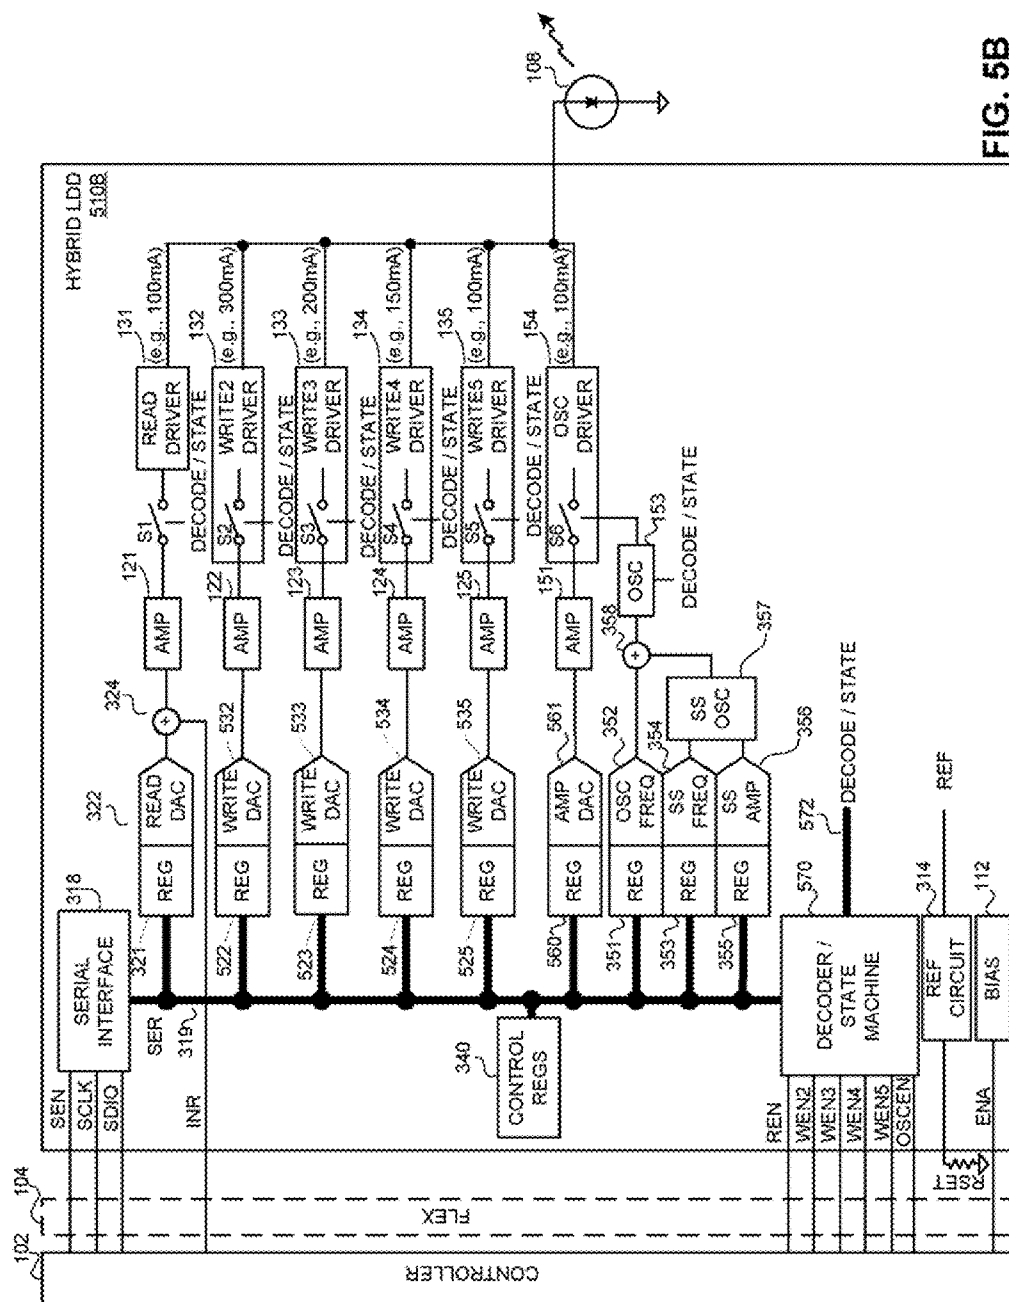 FIG. 5B
HYBRID LDD
510B
108
131
READ
DRIVER
(e.g., 100mA)
S1
121
AMP
324
+
322
READ
DAC
REG
321
DECODE / STATE
132
WRITE2
DRIVER
(e.g., 300mA)
S2
122
AMP
532
WRITE
DAC
REG
522
DECODE / STATE
133
WRITE3
DRIVER
(e.g., 200mA)
S3
123
AMP
533
WRITE
DAC
REG
523
DECODE / STATE
134
WRITE4
DRIVER
(e.g., 150mA)
S4
124
AMP
534
WRITE
DAC
REG
524
DECODE / STATE
135
WRITE5
DRIVER
(e.g., 100mA)
S5
125
AMP
535
WRITE
DAC
REG
525
DECODE / STATE
154
OSC
DRIVER
(e.g., 100mA)
S6
151
AMP
561
AMP
DAC
REG
560
153
OSC
DECODE / STATE
358
+
352
OSC
FREQ
REG
351
354
SS
FREQ
REG
353
357
SS
OSC
356
SS
AMP
REG
355
318
SERIAL
INTERFACE
SER
319
SEN
SCLK
SDIO
INR
340
CONTROL
REGS
572
DECODE / STATE
570
DECODER /
STATE
MACHINE
REN
WEN2
WEN3
WEN4
WEN5
OSCEN
REF
314
REF
CIRCUIT
112
BIAS
ENA
RSET
104
FLEX
102
CONTROLLER